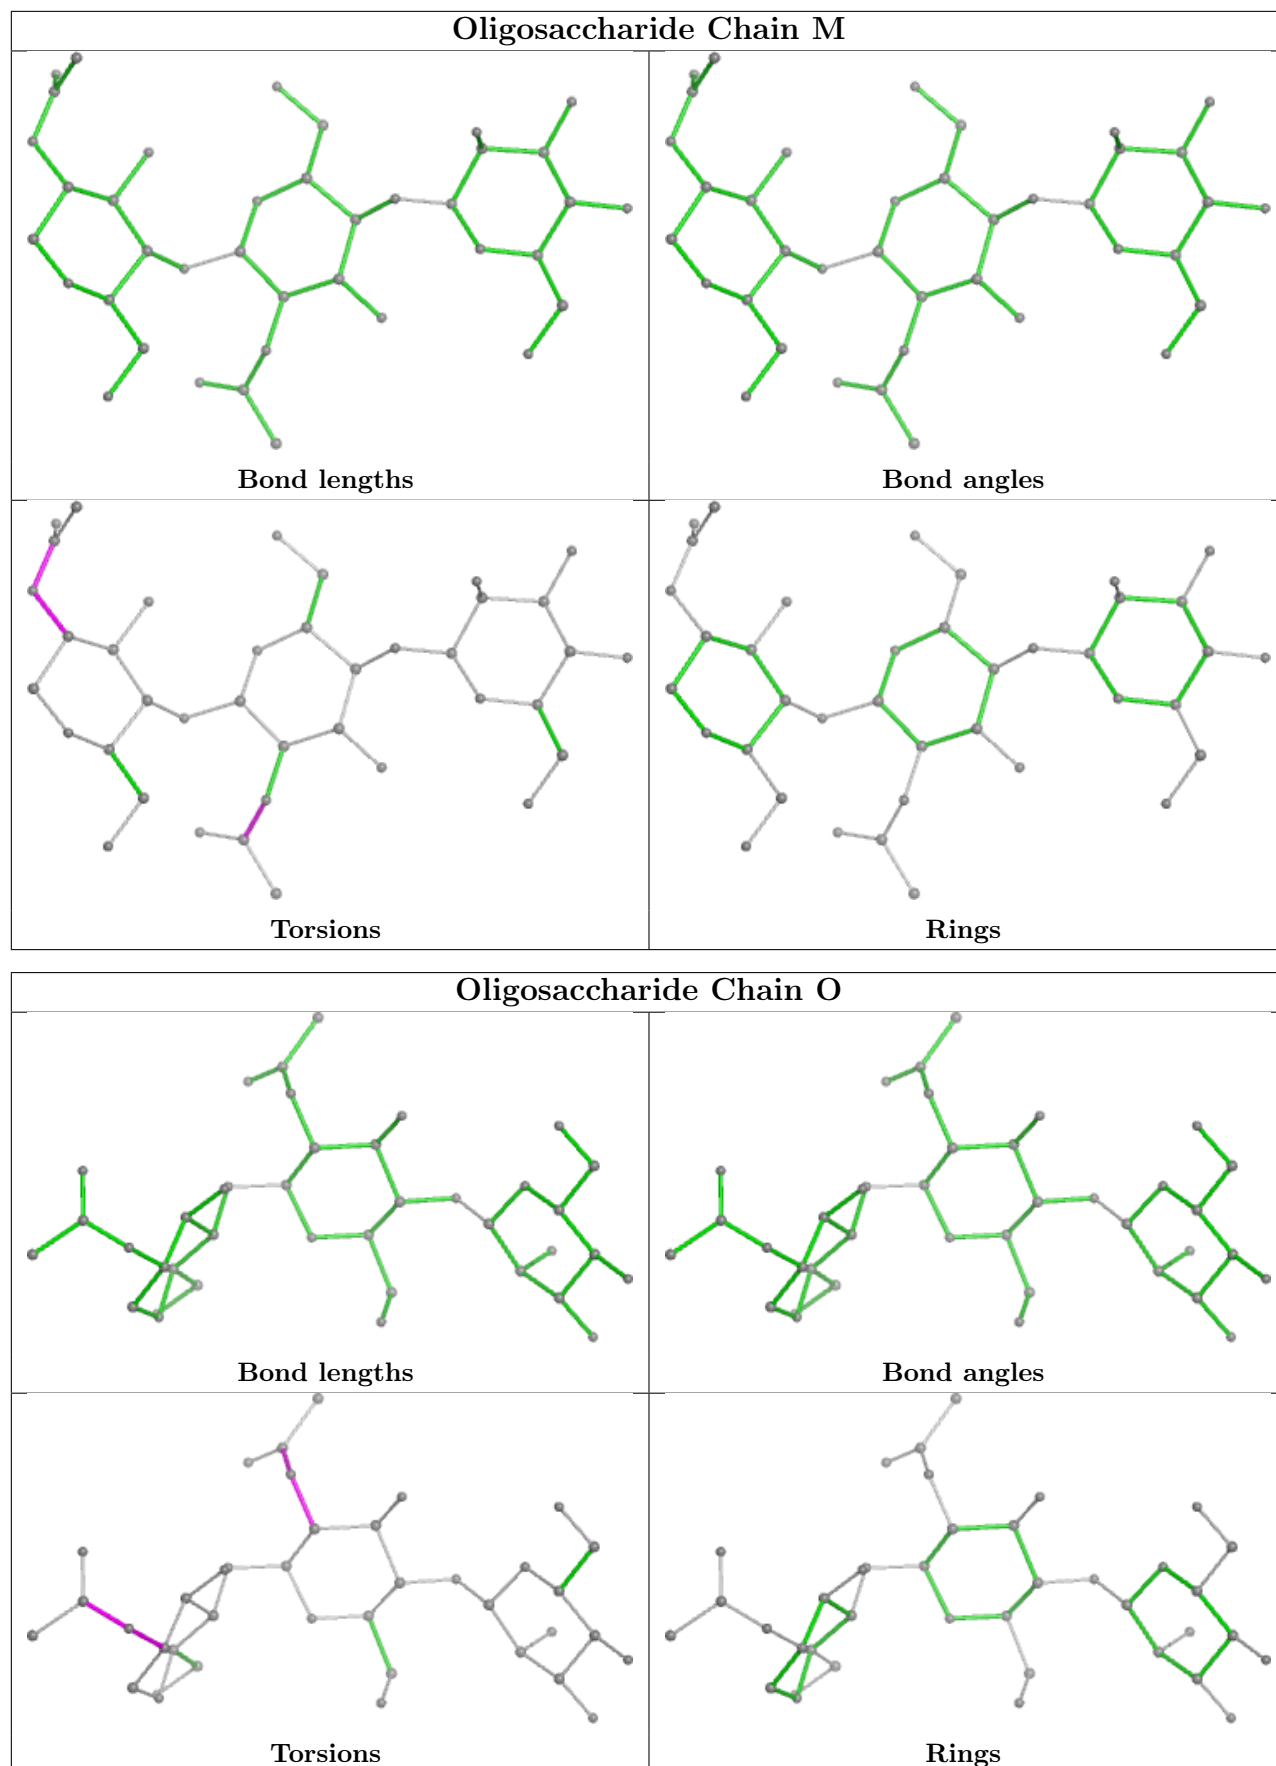 Oligosaccharide Chain M
Bond lengths
Bond angles
Torsions
Rings
Oligosaccharide Chain O
Bond lengths
Bond angles
Torsions
Rings